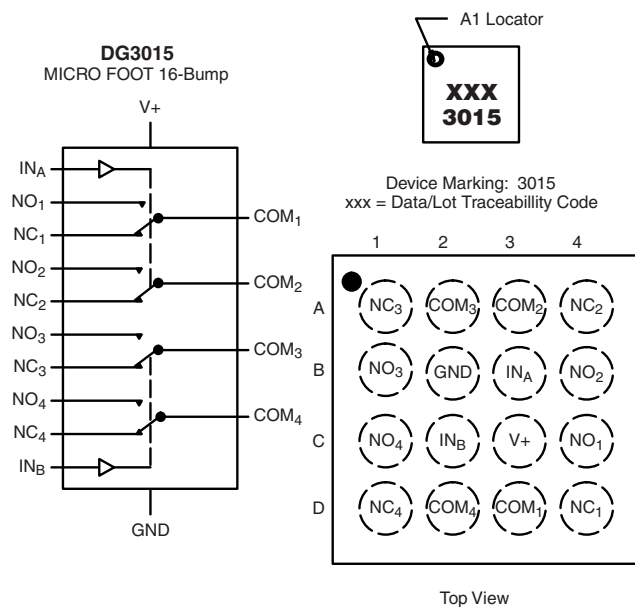 DG3015
MICRO FOOT 16-Bump
V+
IN_A
NO_1
NC_1
NO_2
NC_2
NO_3
NC_3
NO_4
NC_4
IN_B
COM_1
COM_2
COM_3
COM_4
GND
A1 Locator
XXX
3015
Device Marking: 3015
xxx = Data/Lot Traceabillity Code
1 2 3 4
A NC_3 COM_3 COM_2 NC_2
B NO_3 GND IN_A NO_2
C NO_4 IN_B V+ NO_1
D NC_4 COM_4 COM_1 NC_1
Top View